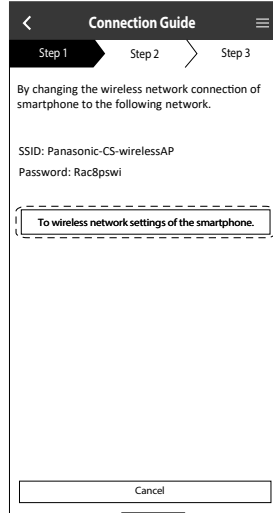 Connection Guide
Step 1
Step 2
Step 3
By changing the wireless network connection of
smartphone to the following network.
SSID: Panasonic-CS-wirelessAP
Password: Rac8pswi
To wireless network settings of the smartphone.
Cancel